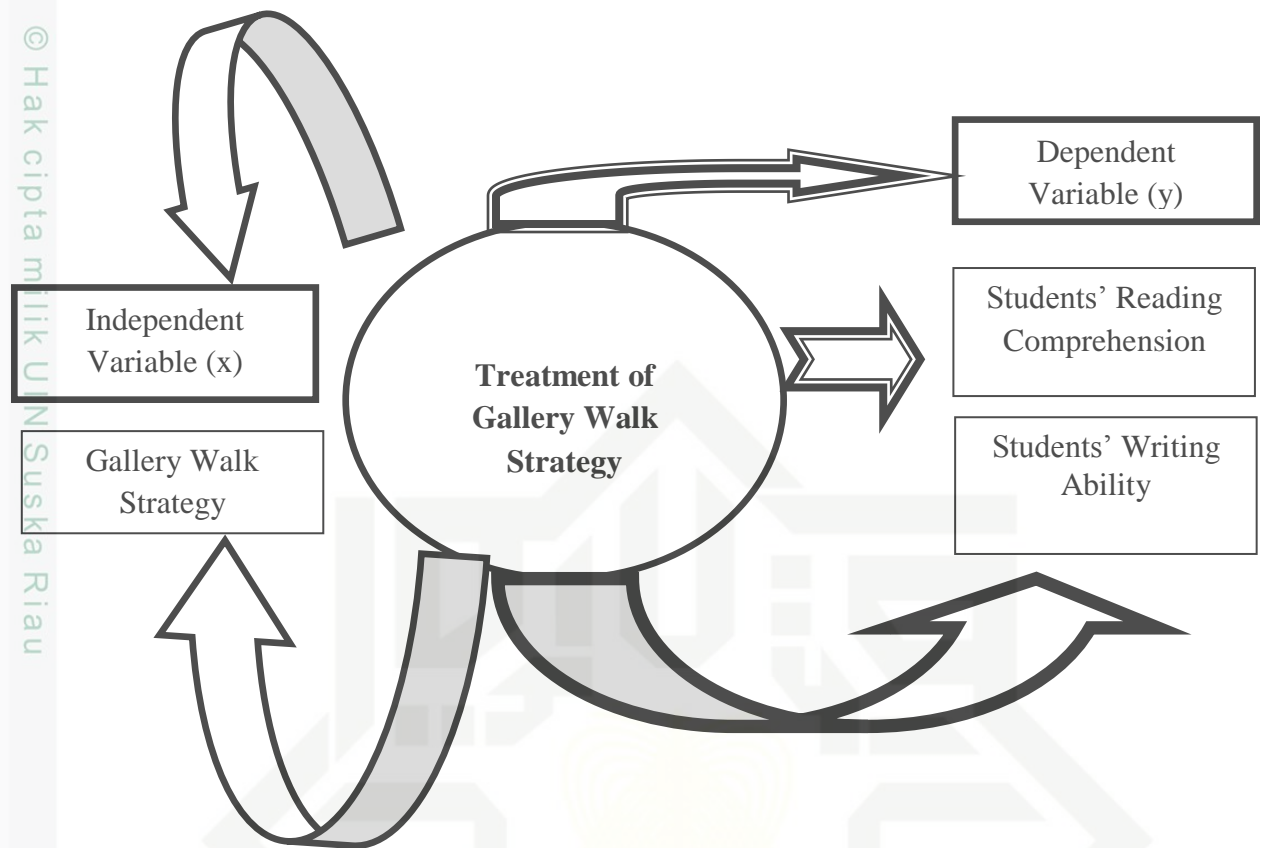 © Hak cipta milik UIN Suska Riau
Independent
Variable (x)
Gallery Walk
Strategy
Treatment of
Gallery Walk
Strategy
Dependent
Variable (y)
Students’ Reading
Comprehension
Students’ Writing
Ability